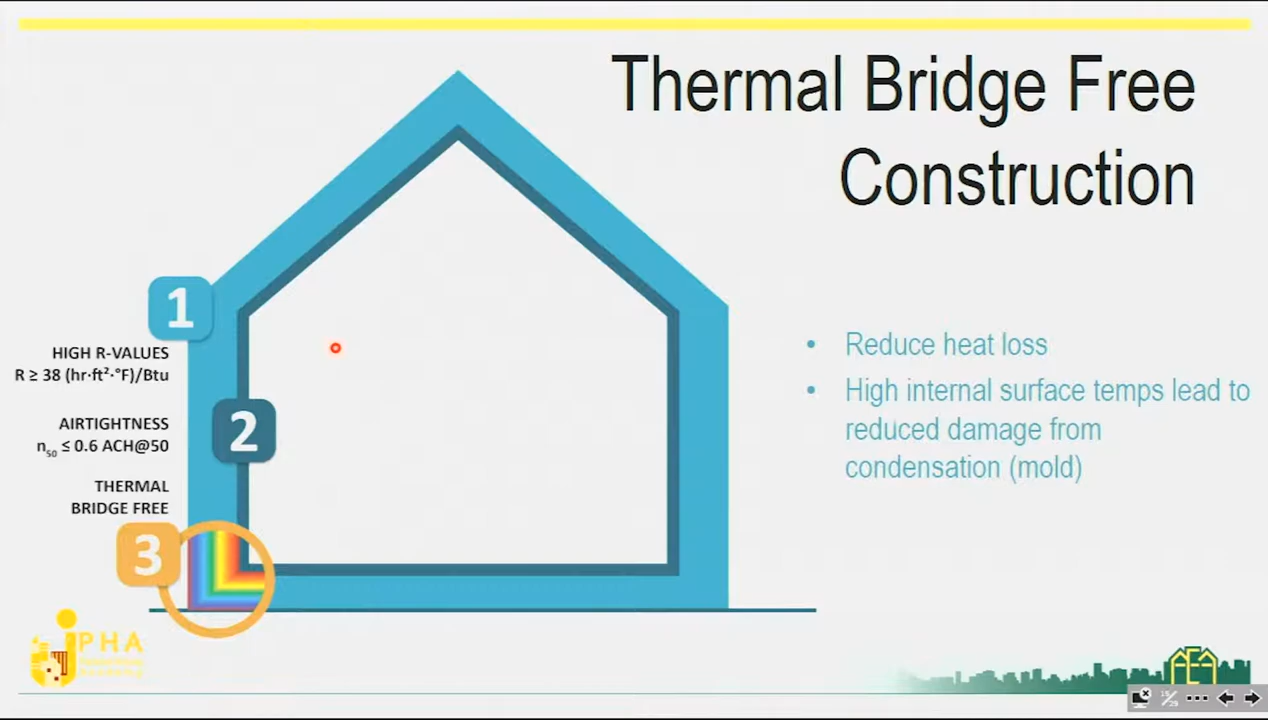 Thermal Bridge Free
Construction
1
HIGH R-VALUES
R ≥ 38 (hr·ft²·°F)/Btu
2
AIRTIGHTNESS
n₅₀ ≤ 0.6 ACH@50
THERMAL
BRIDGE FREE
3
• Reduce heat loss
• High internal surface temps lead to
reduced damage from
condensation (mold)
PHA
AEA